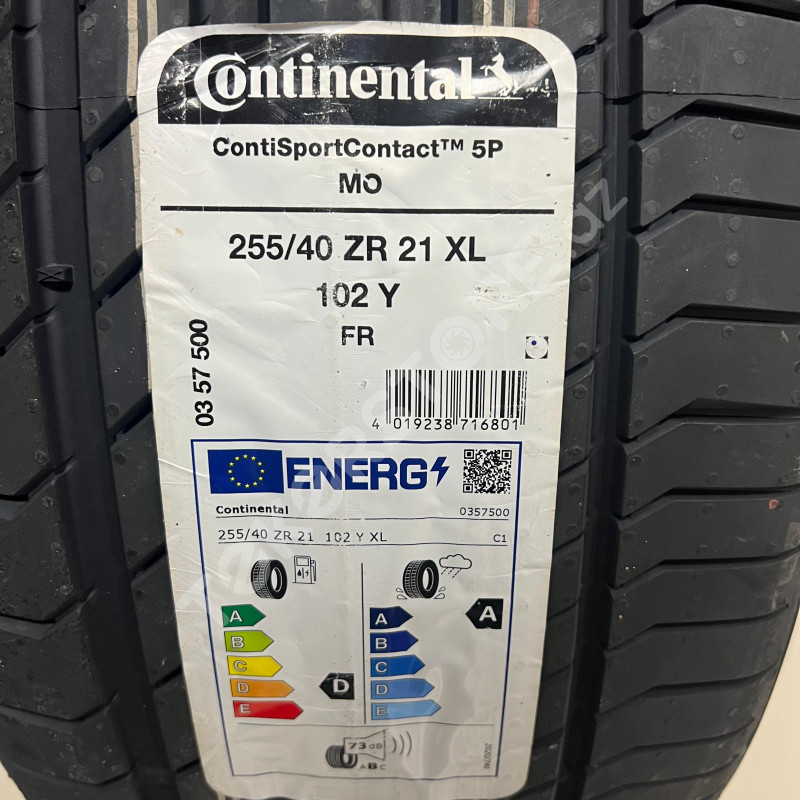 Continental
ContiSportContact™ 5P
MO
255/40 ZR 21 XL
102 Y
FR
03 57 500
4 019238 716801
ENERG
Continental 0357500
255/40 ZR 21 102 Y XL C1
A A A
B B
C C
D D D
E E
73 dB
ABC